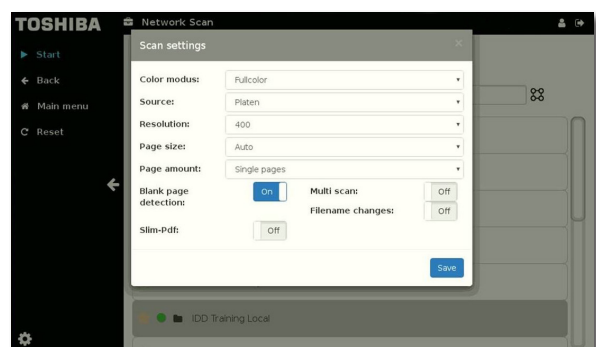 TOSHIBA
Network Scan
Start
Back
Main menu
Reset
Scan settings
Color modus: Fullcolor
Source: Platen
Resolution: 400
Page size: Auto
Page amount: Single pages
Blank page detection: On
Multi scan: Off
Filename changes: Off
Slim-Pdf: Off
Save
IDD Training Local